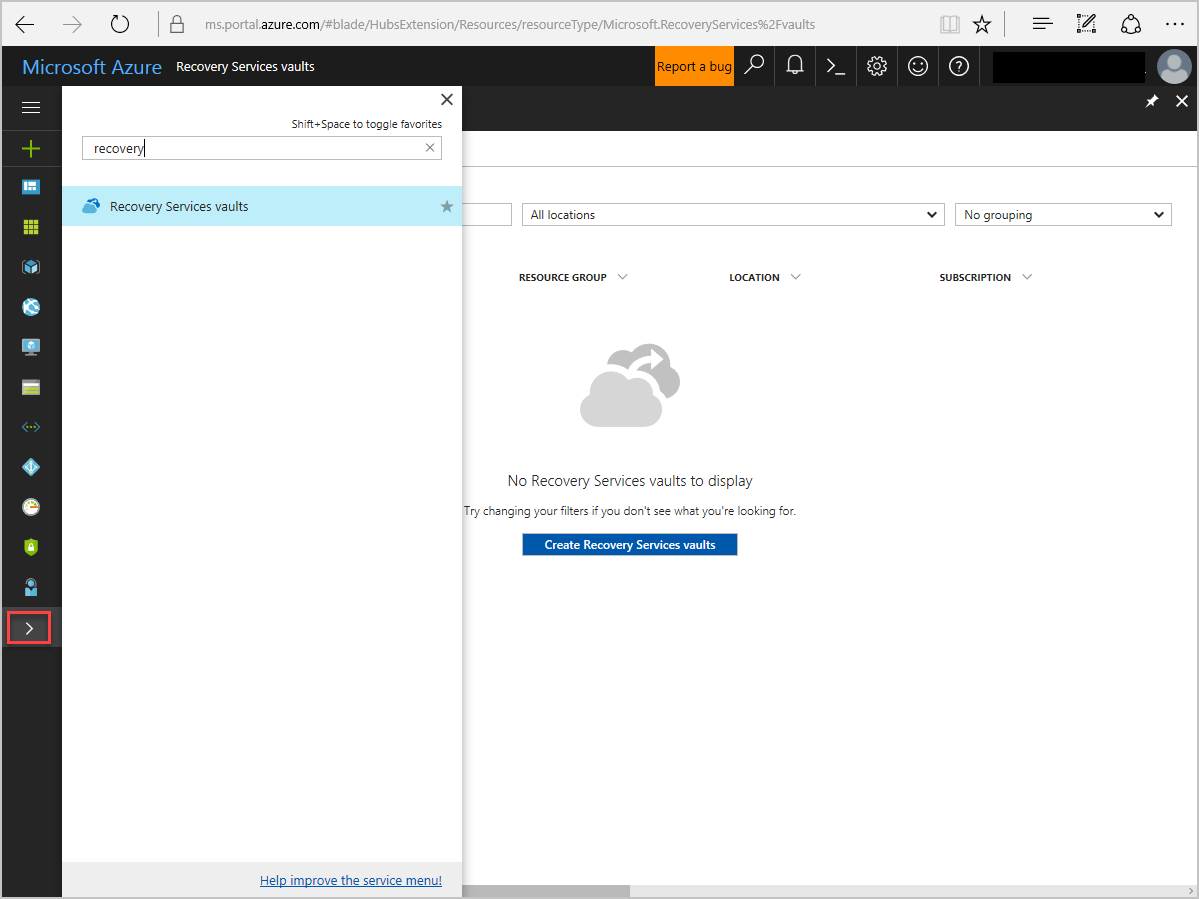 ms.portal.azure.com/#blade/HubsExtension/Resources/resourceType/Microsoft.RecoveryServices%2Fvaults
Microsoft Azure Recovery Services vaults
Report a bug
Shift+Space to toggle favorites
recovery
Recovery Services vaults
All locations
No grouping
RESOURCE GROUP
LOCATION
SUBSCRIPTION
No Recovery Services vaults to display
Try changing your filters if you don't see what you're looking for.
Create Recovery Services vaults
Help improve the service menu!